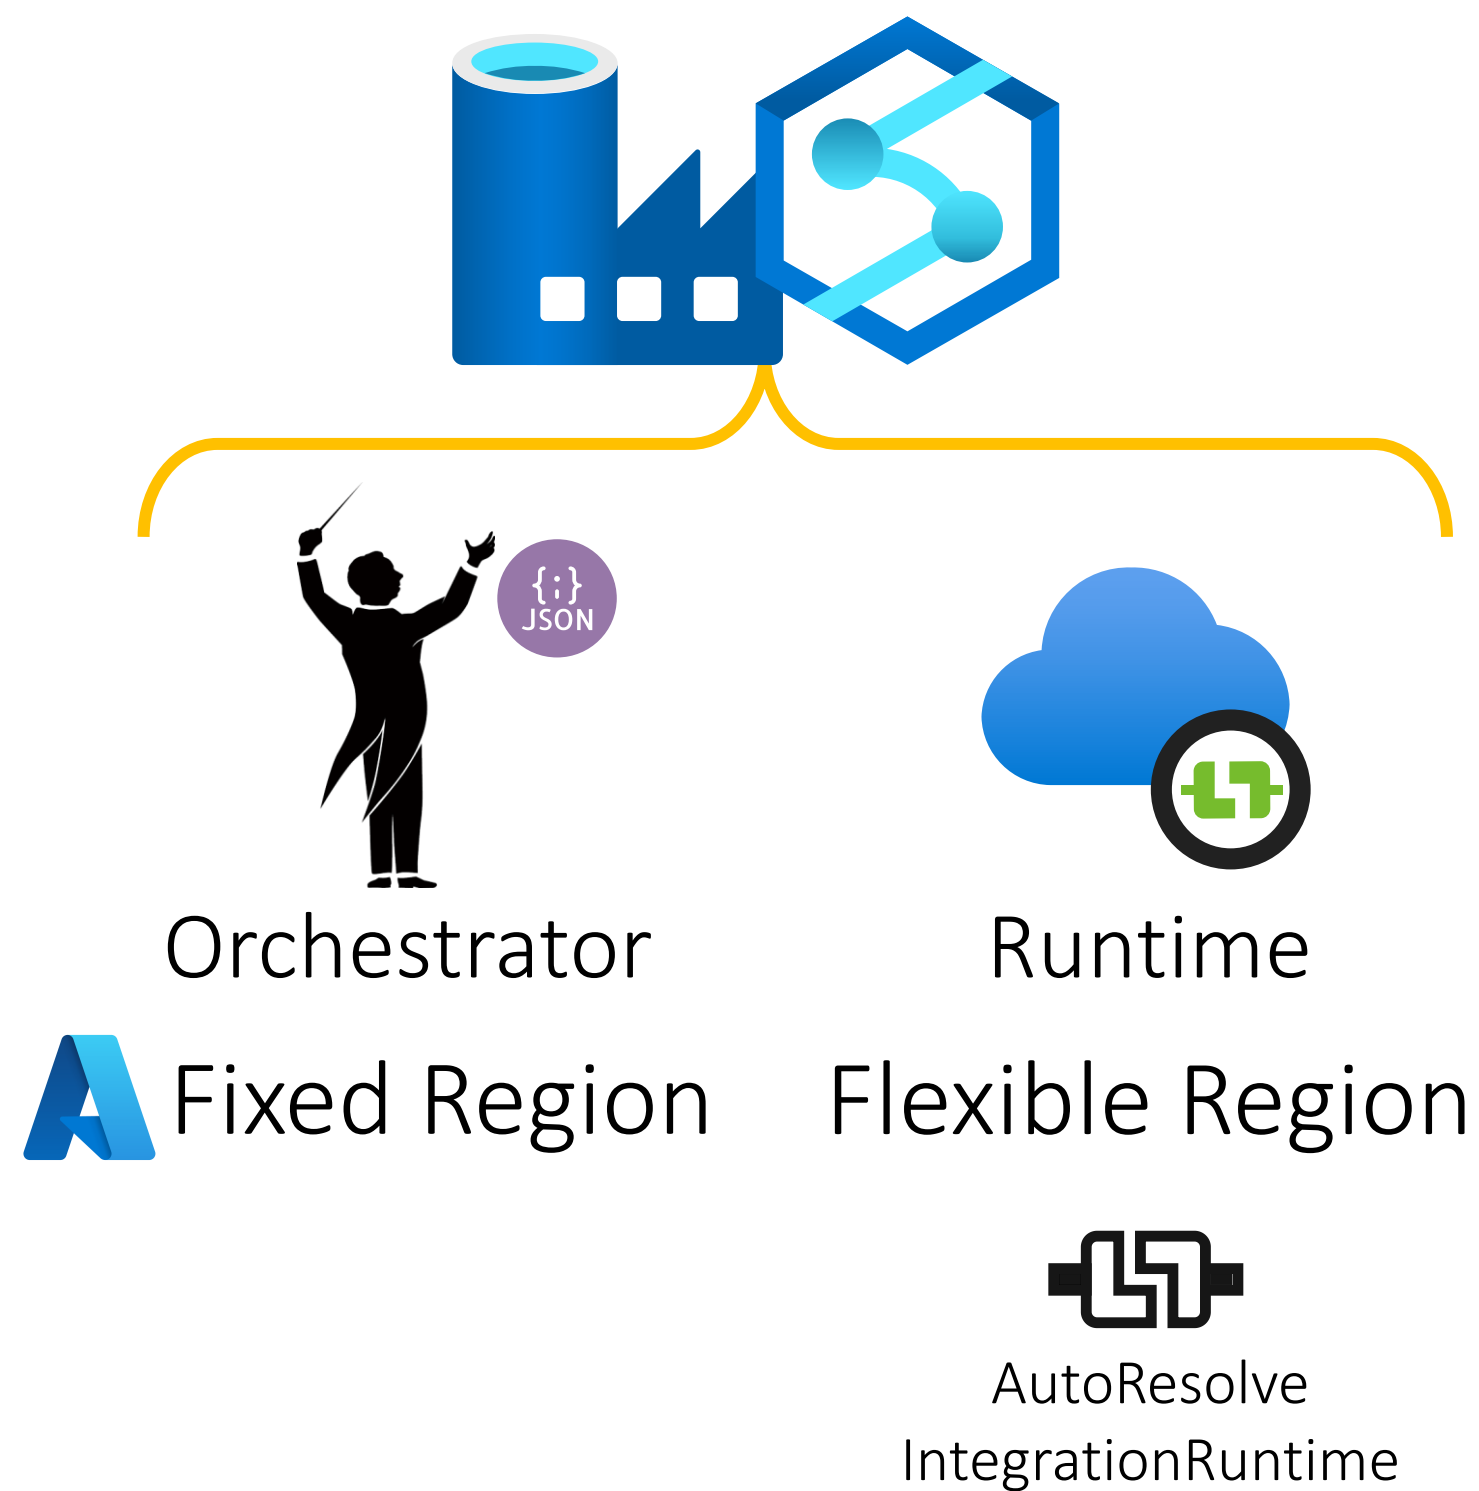 {;}
JSON
Orchestrator
Runtime
Fixed Region
Flexible Region
AutoResolve
IntegrationRuntime